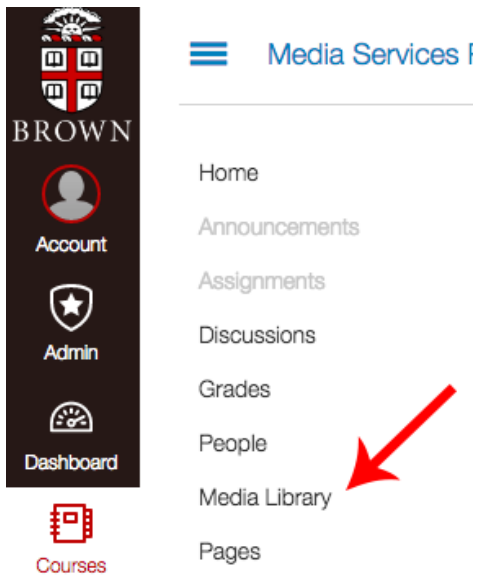 BROWN
Account
Admin
Dashboard
Courses
Media Services
Home
Announcements
Assignments
Discussions
Grades
People
Media Library
Pages